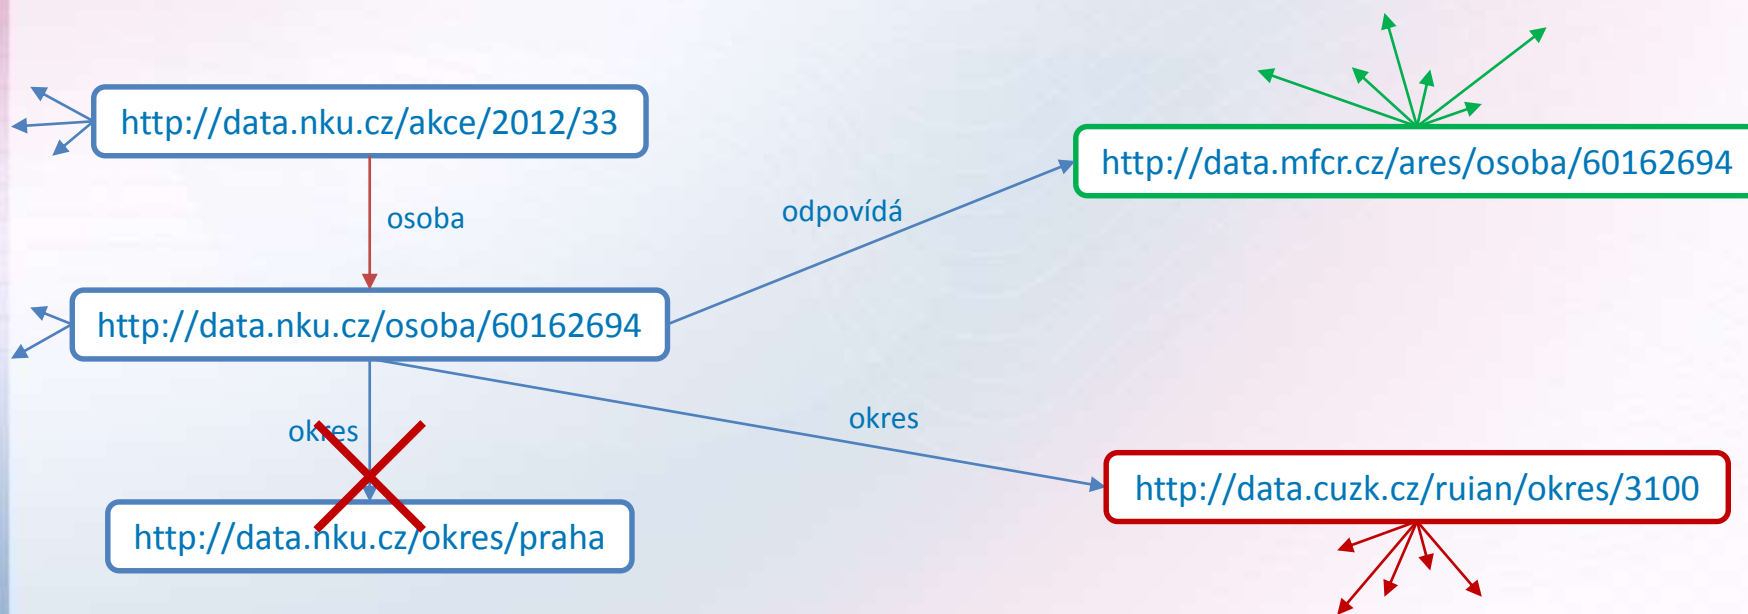 http://data.nku.cz/akce/2012/33
http://data.mfcr.cz/ares/osoba/60162694
osoba
odpovídá
http://data.nku.cz/osoba/60162694
okres
okres
http://data.cuzk.cz/ruian/okres/3100
http://data.nku.cz/okres/praha